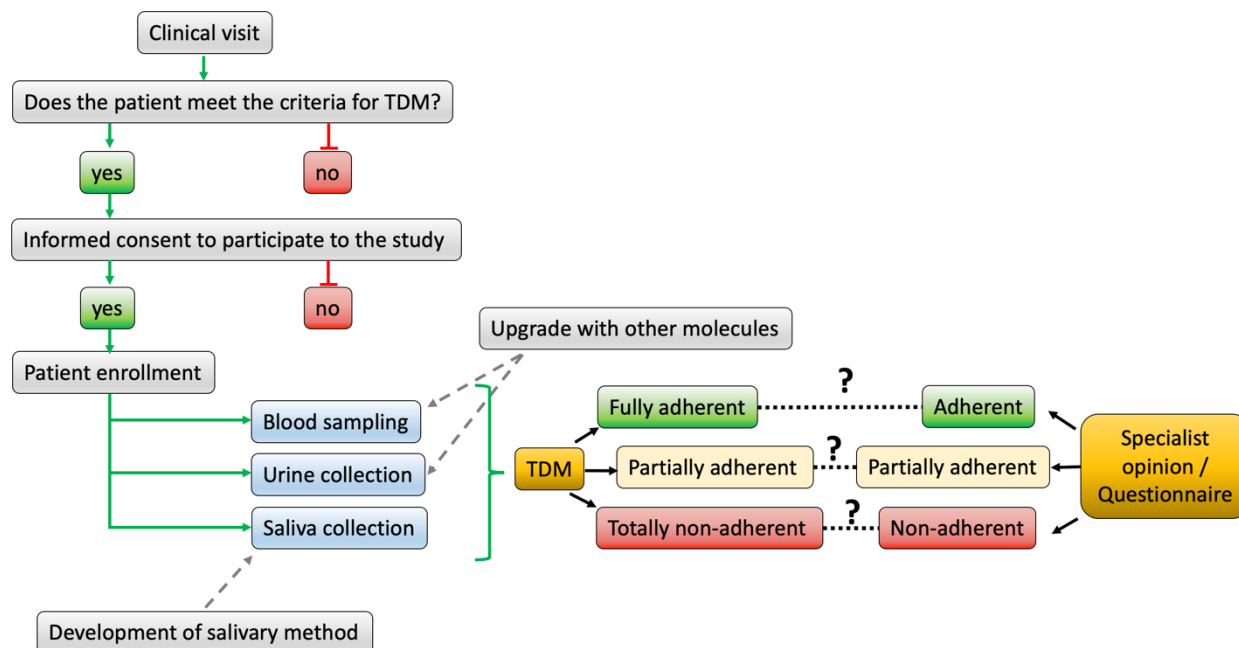 Clinical visit
Does the patient meet the criteria for TDM?
yes
no
Informed consent to participate to the study
yes
no
Upgrade with other molecules
Patient enrollment
Blood sampling
Urine collection
Saliva collection
Development of salivary method
TDM
Fully adherent
?
Adherent
Partially adherent
?
Partially adherent
Totally non-adherent
?
Non-adherent
Specialist
opinion /
Questionnaire